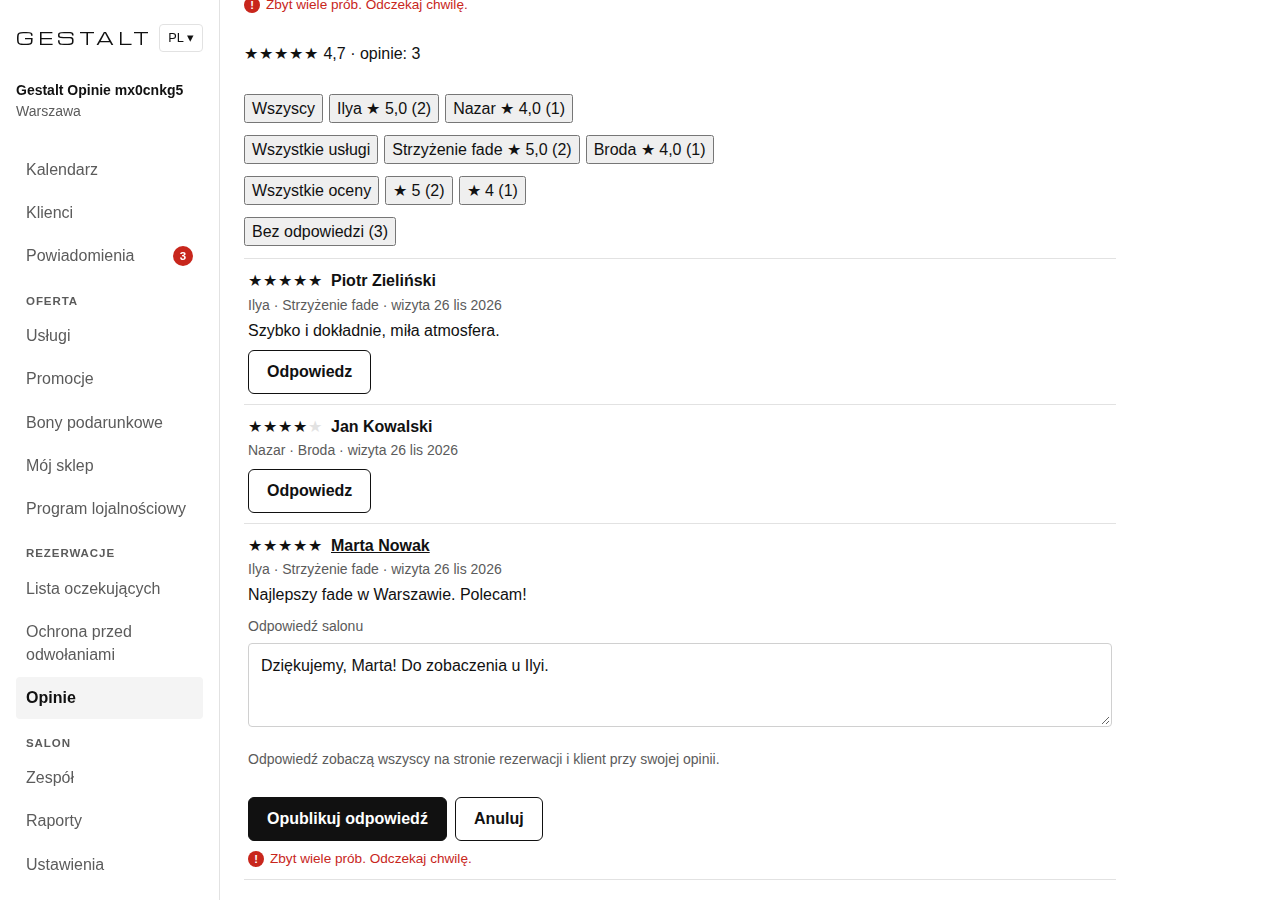 GESTALT
PL ▾
Gestalt Opinie mx0cnkg5
Warszawa
Kalendarz
Klienci
Powiadomienia 3
OFERTA
Usługi
Promocje
Bony podarunkowe
Mój sklep
Program lojalnościowy
REZERWACJE
Lista oczekujących
Ochrona przed
odwołaniami
Opinie
SALON
Zespół
Raporty
Ustawienia
! Zbyt wiele prób. Odczekaj chwilę.
★★★★★ 4,7 · opinie: 3
Wszyscy Ilya ★ 5,0 (2) Nazar ★ 4,0 (1)
Wszystkie usługi Strzyżenie fade ★ 5,0 (2) Broda ★ 4,0 (1)
Wszystkie oceny ★ 5 (2) ★ 4 (1)
Bez odpowiedzi (3)
★★★★★ Piotr Zieliński
Ilya · Strzyżenie fade · wizyta 26 lis 2026
Szybko i dokładnie, miła atmosfera.
Odpowiedz
★★★★★ Jan Kowalski
Nazar · Broda · wizyta 26 lis 2026
Odpowiedz
★★★★★ Marta Nowak
Ilya · Strzyżenie fade · wizyta 26 lis 2026
Najlepszy fade w Warszawie. Polecam!
Odpowiedź salonu
Dziękujemy, Marta! Do zobaczenia u Ilyi.
Odpowiedź zobaczą wszyscy na stronie rezerwacji i klient przy swojej opinii.
Opublikuj odpowiedź Anuluj
! Zbyt wiele prób. Odczekaj chwilę.